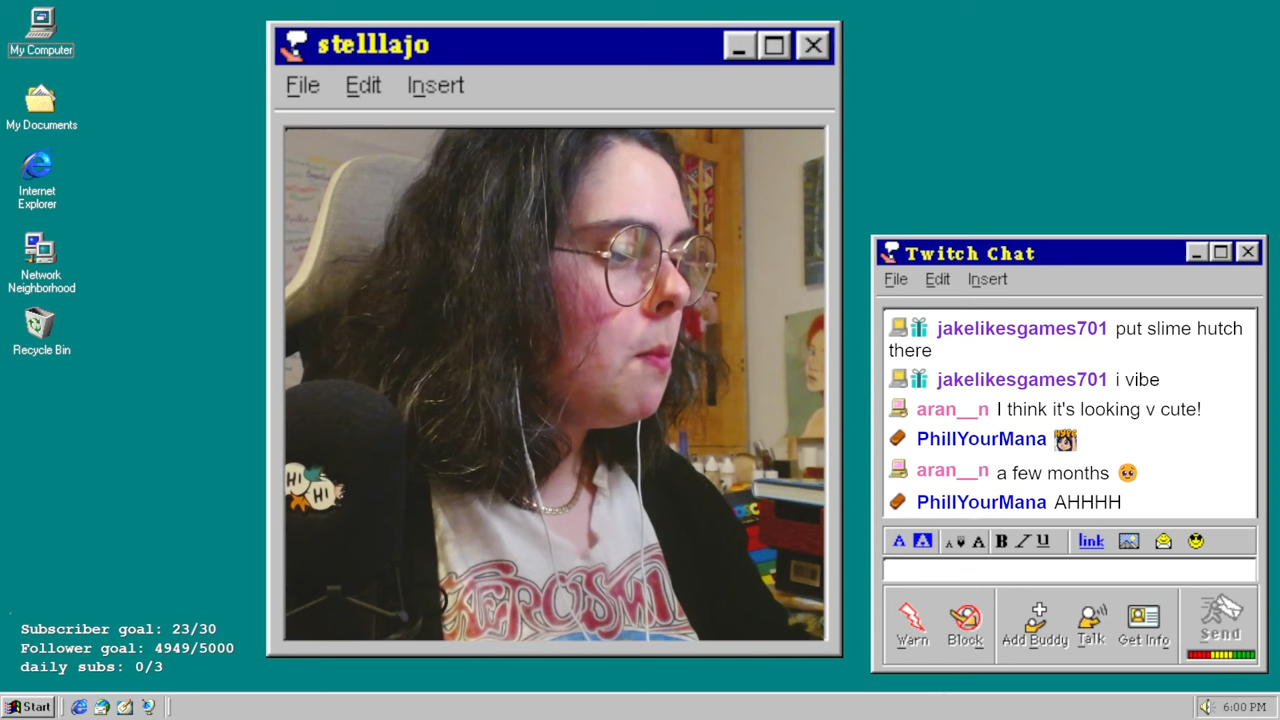 My Computer
My Documents
Internet
Explorer
Network
Neighborhood
Recycle Bin
stelllajo
File Edit Insert
HI
HI
AEROSMI
Twitch Chat
File Edit Insert
jakelikesgames701 put slime hutch
there
jakelikesgames701 i vibe
aran__n I think it's looking v cute!
PhillYourMana
aran__n a few months
PhillYourMana AHHHH
A A A A B I U link
Warn Block Add Buddy Talk Get Info Send
Subscriber goal: 23/30
Follower goal: 4949/5000
daily subs: 0/3
Start
6:00 PM